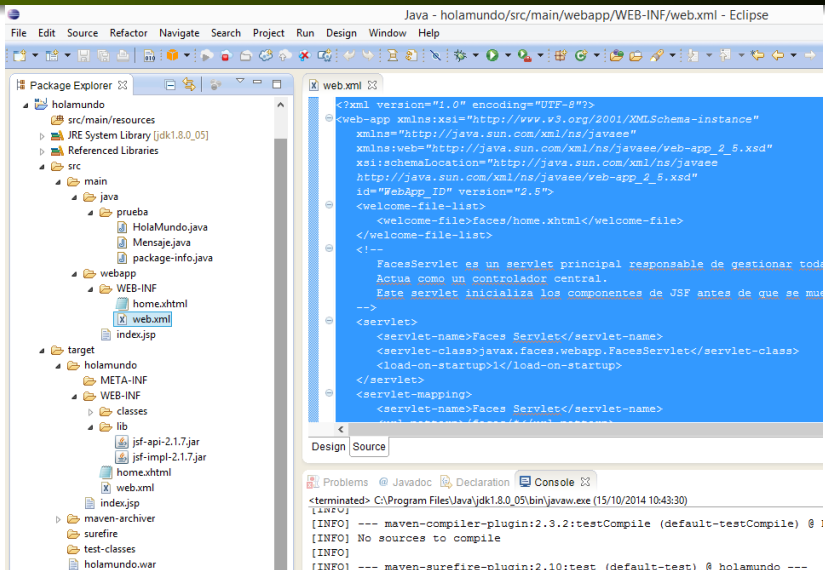 Java - holamundo/src/main/webapp/WEB-INF/web.xml - Eclipse
File Edit Source Refactor Navigate Search Project Run Design Window Help
Package Explorer
holamundo
src/main/resources
JRE System Library [jdk1.8.0_05]
Referenced Libraries
src
main
java
prueba
HolaMundo.java
Mensaje.java
package-info.java
webapp
WEB-INF
home.xhtml
web.xml
index.jsp
target
holamundo
META-INF
WEB-INF
classes
lib
jsf-api-2.1.7.jar
jsf-impl-2.1.7.jar
home.xhtml
web.xml
index.jsp
maven-archiver
surefire
test-classes
holamundo.war
web.xml
<?xml version="1.0" encoding="UTF-8"?>
<web-app xmlns:xsi="http://www.w3.org/2001/XMLSchema-instance"
xmlns="http://java.sun.com/xml/ns/javaee"
xmlns:web="http://java.sun.com/xml/ns/javaee/web-app_2_5.xsd"
xsi:schemaLocation="http://java.sun.com/xml/ns/javaee
http://java.sun.com/xml/ns/javaee/web-app_2_5.xsd"
id="WebApp_ID" version="2.5">
<welcome-file-list>
<welcome-file>faces/home.xhtml</welcome-file>
</welcome-file-list>
<!--
FacesServlet es un servlet principal responsable de gestionar toda
Actua como un controlador central.
Este servlet inicializa los componentes de JSF antes de que se mue
-->
<servlet>
<servlet-name>Faces Servlet</servlet-name>
<servlet-class>javax.faces.webapp.FacesServlet</servlet-class>
<load-on-startup>1</load-on-startup>
</servlet>
<servlet-mapping>
<servlet-name>Faces Servlet</servlet-name>
Design Source
Problems @ Javadoc Declaration Console
<terminated> C:\Program Files\Java\jdk1.8.0_05\bin\javaw.exe (15/10/2014 10:43:30)
[INFO]
[INFO] --- maven-compiler-plugin:2.3.2:testCompile (default-testCompile) @
[INFO] No sources to compile
[INFO]
[INFO] --- maven-surefire-plugin:2.10:test (default-test) @ holamundo ---